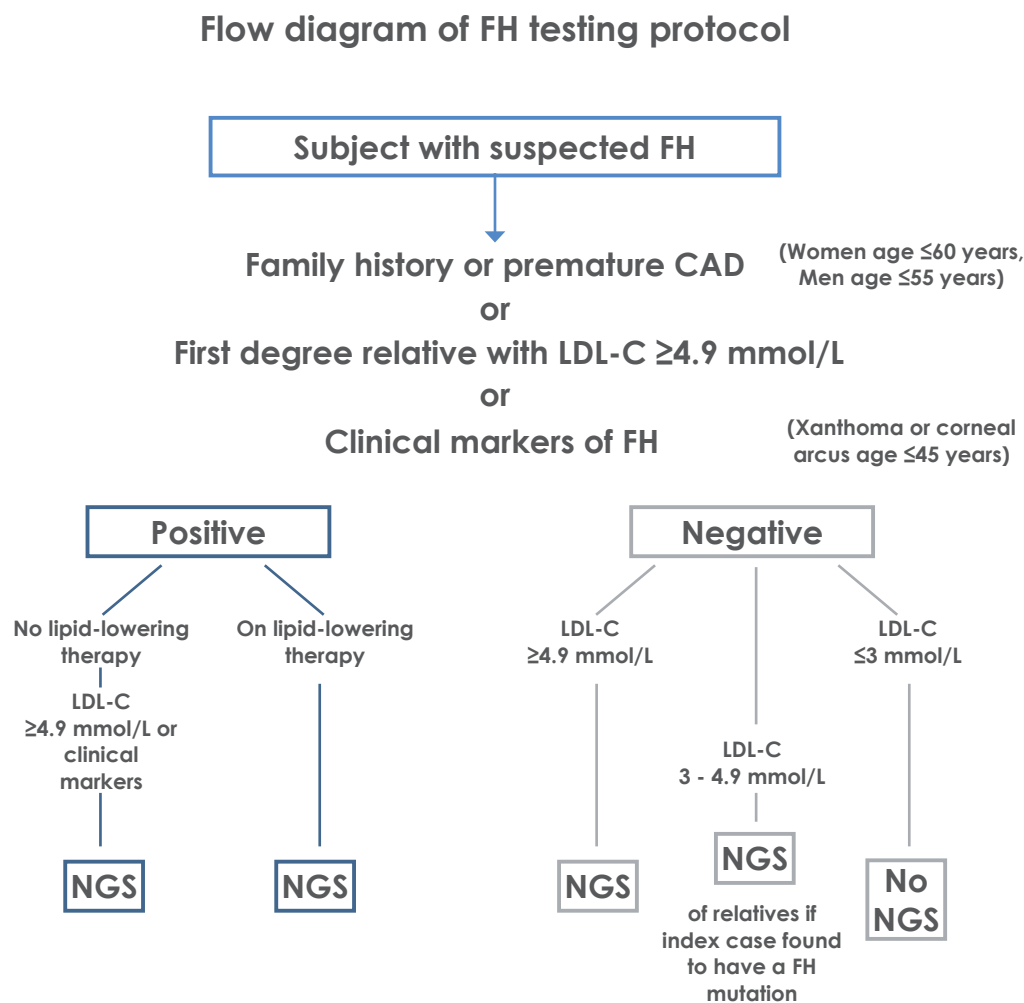 Flow diagram of FH testing protocol
Subject with suspected FH
Family history or premature CAD
(Women age ≤60 years,
Men age ≤55 years)
or
First degree relative with LDL-C ≥4.9 mmol/L
or
Clinical markers of FH
(Xanthoma or corneal
arcus age ≤45 years)
Positive
No lipid-lowering
therapy
LDL-C
≥4.9 mmol/L or
clinical
markers
NGS
On lipid-lowering
therapy
NGS
Negative
LDL-C
≥4.9 mmol/L
NGS
LDL-C
3 - 4.9 mmol/L
NGS
of relatives if
index case found
to have a FH
mutation
LDL-C
≤3 mmol/L
No
NGS